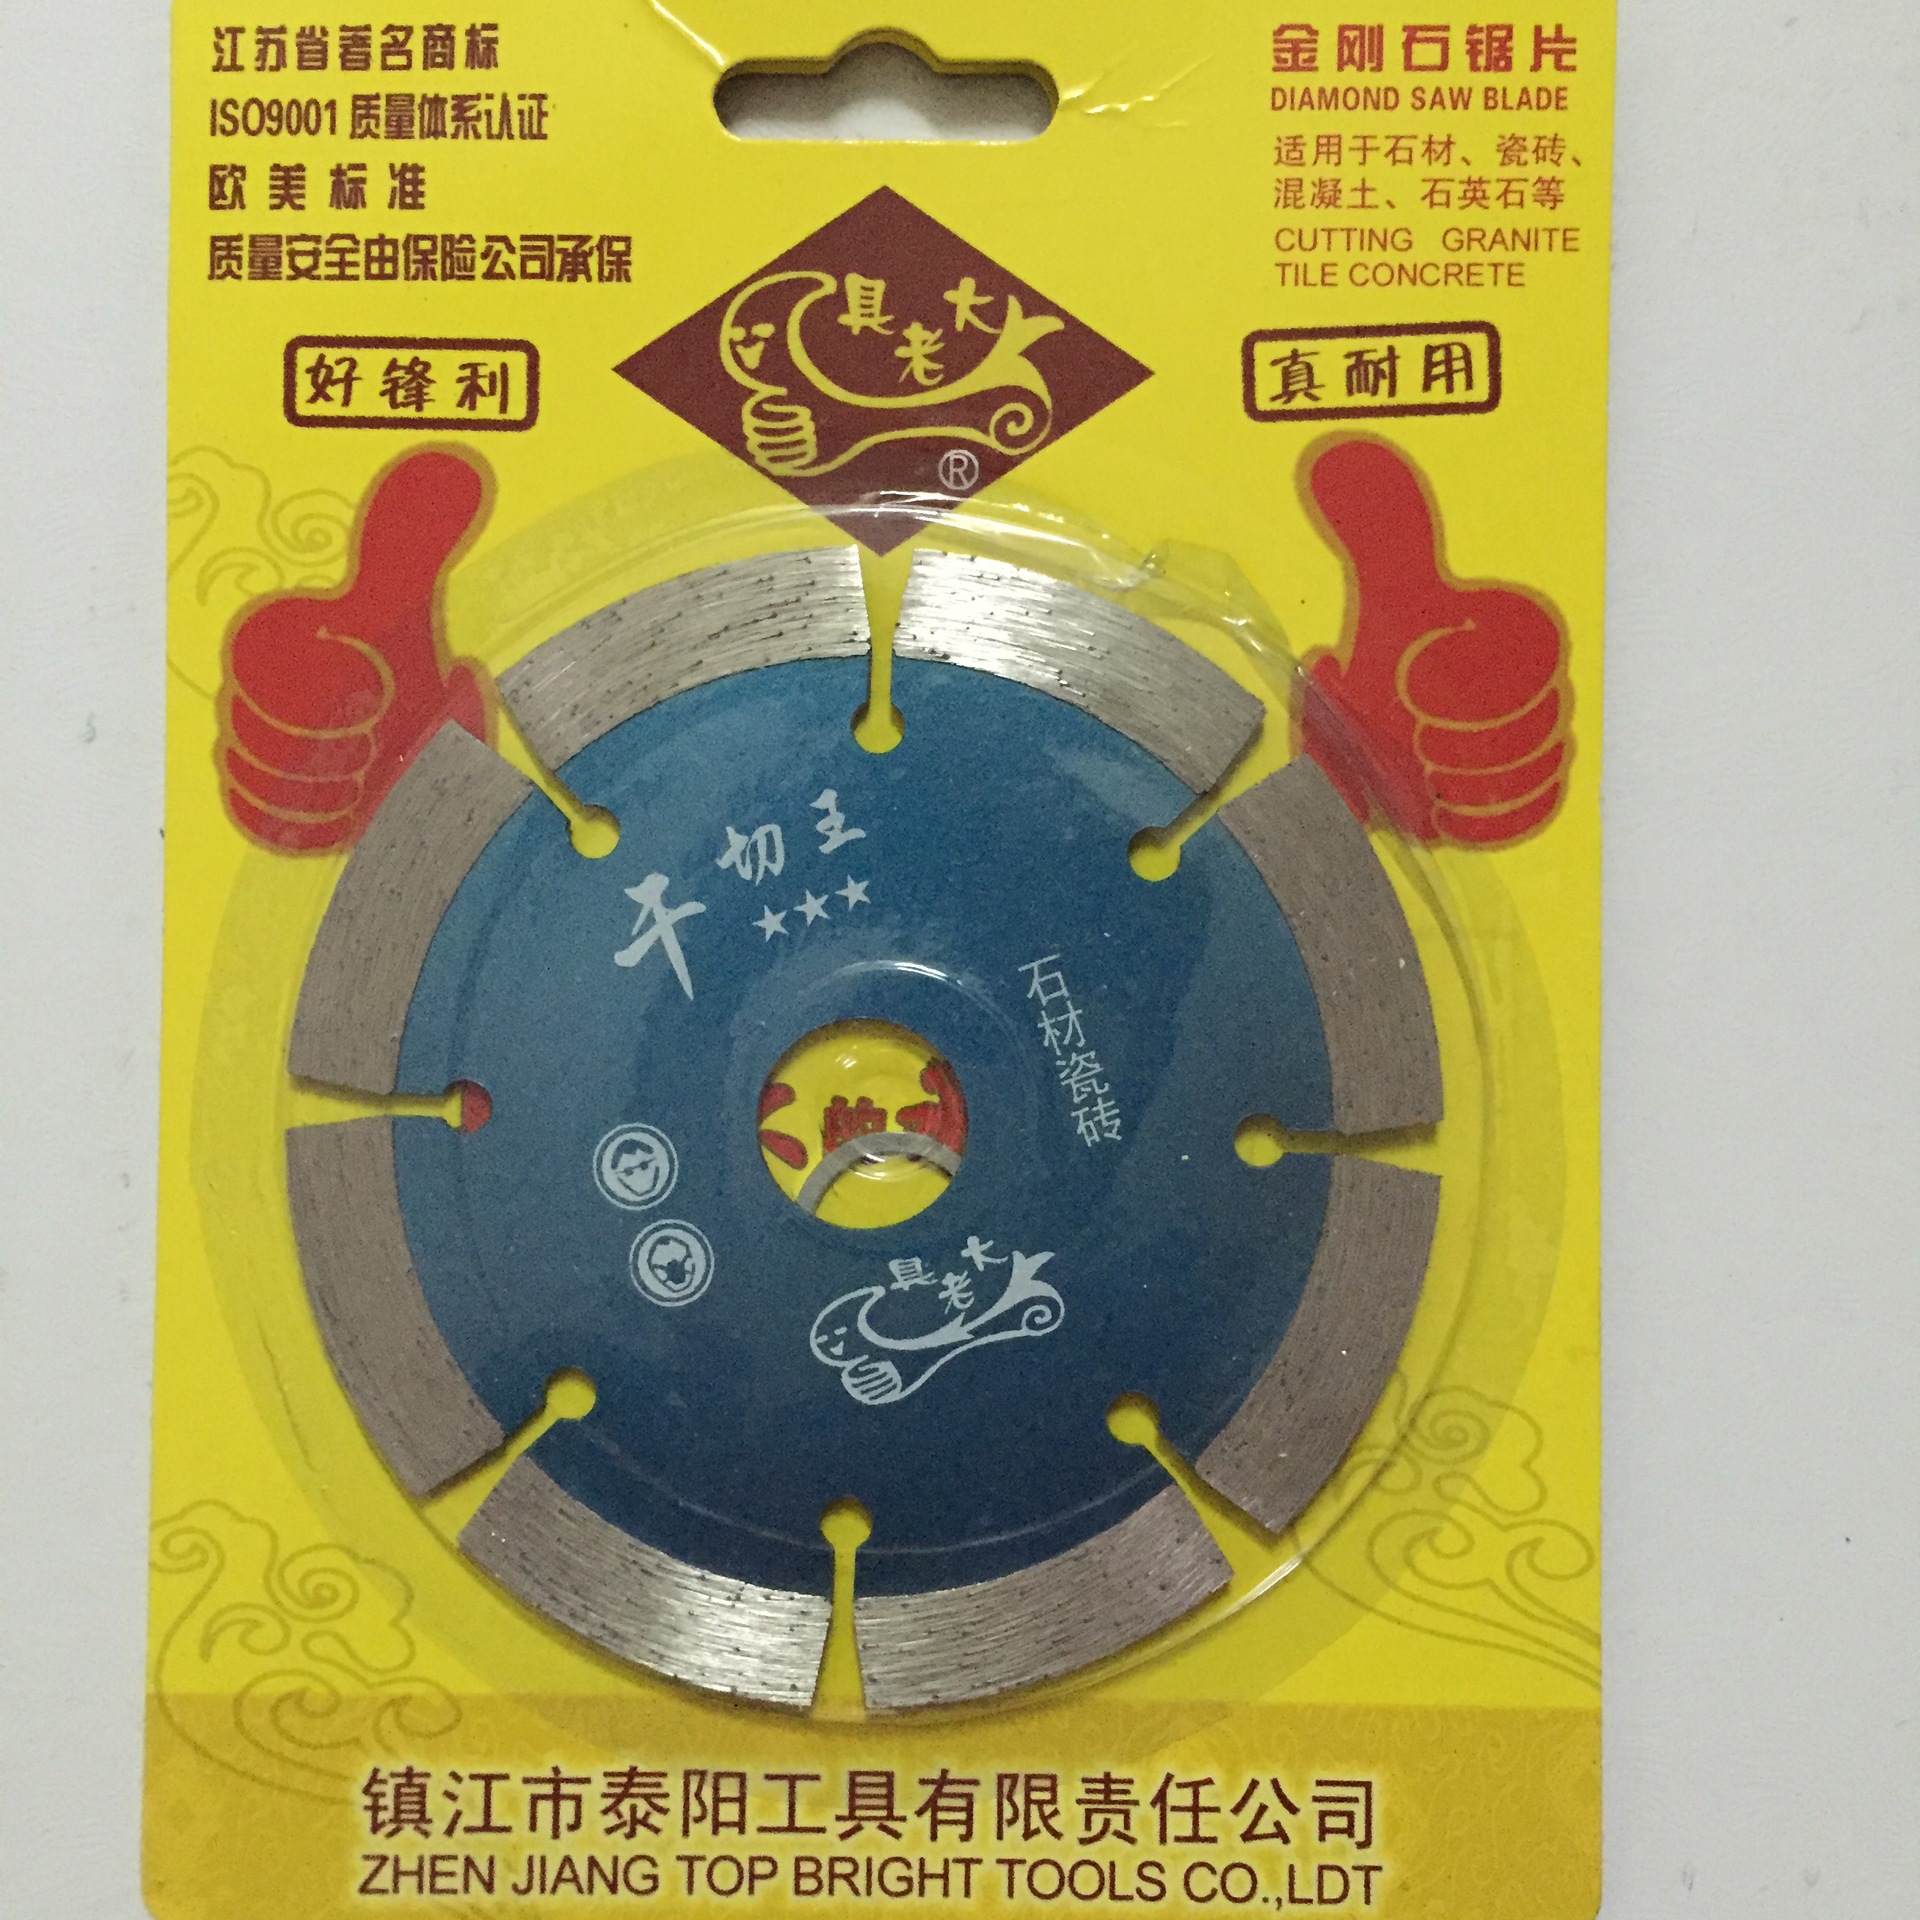 江苏省著名商标
ISO9001 质量体系认证
欧美标准
质量安全由保险公司承保
金刚石锯片
DIAMOND SAW BLADE
适用于石材、瓷砖、
混凝土、石英石等
CUTTING GRANITE
TILE CONCRETE
具老大
®
好锋利
真耐用
干切王
★★★
石材瓷砖
具老大
镇江市泰阳工具有限责任公司
ZHEN JIANG TOP BRIGHT TOOLS CO.,LDT